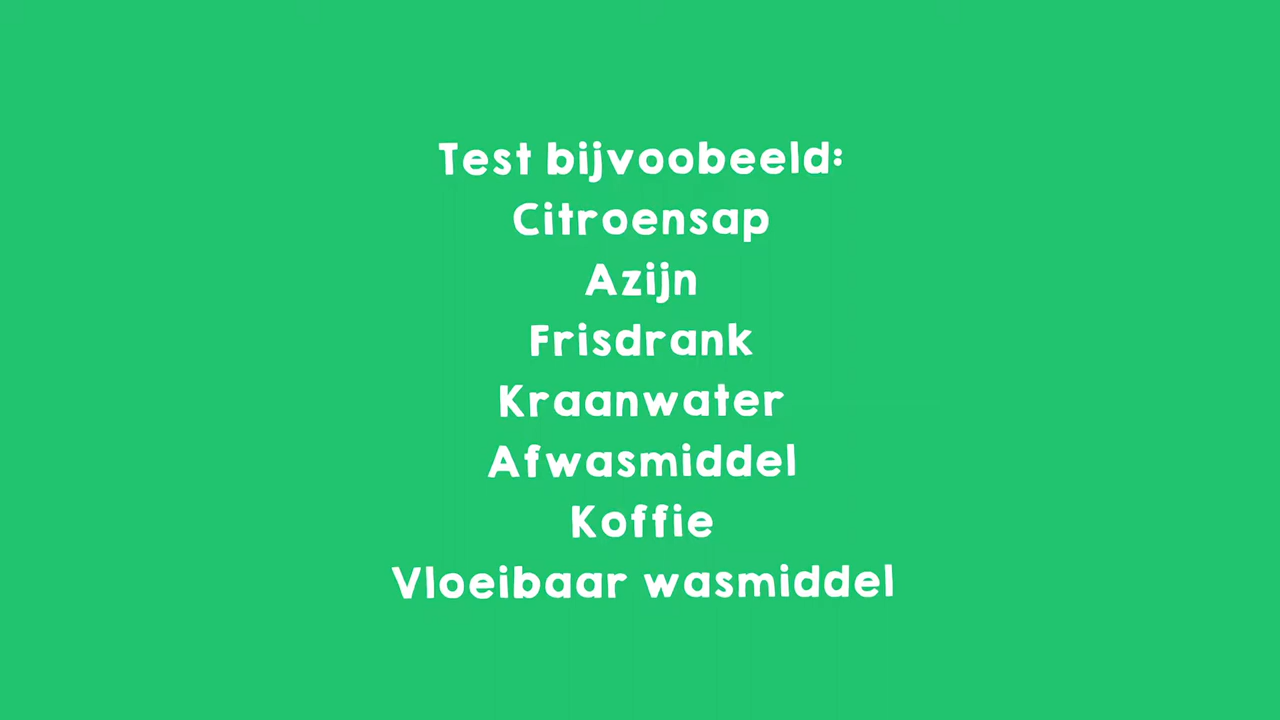 Test bijvoobeeld:
Citroensap
Azijn
Frisdrank
Kraanwater
Afwasmiddel
Koffie
Vloeibaar wasmiddel